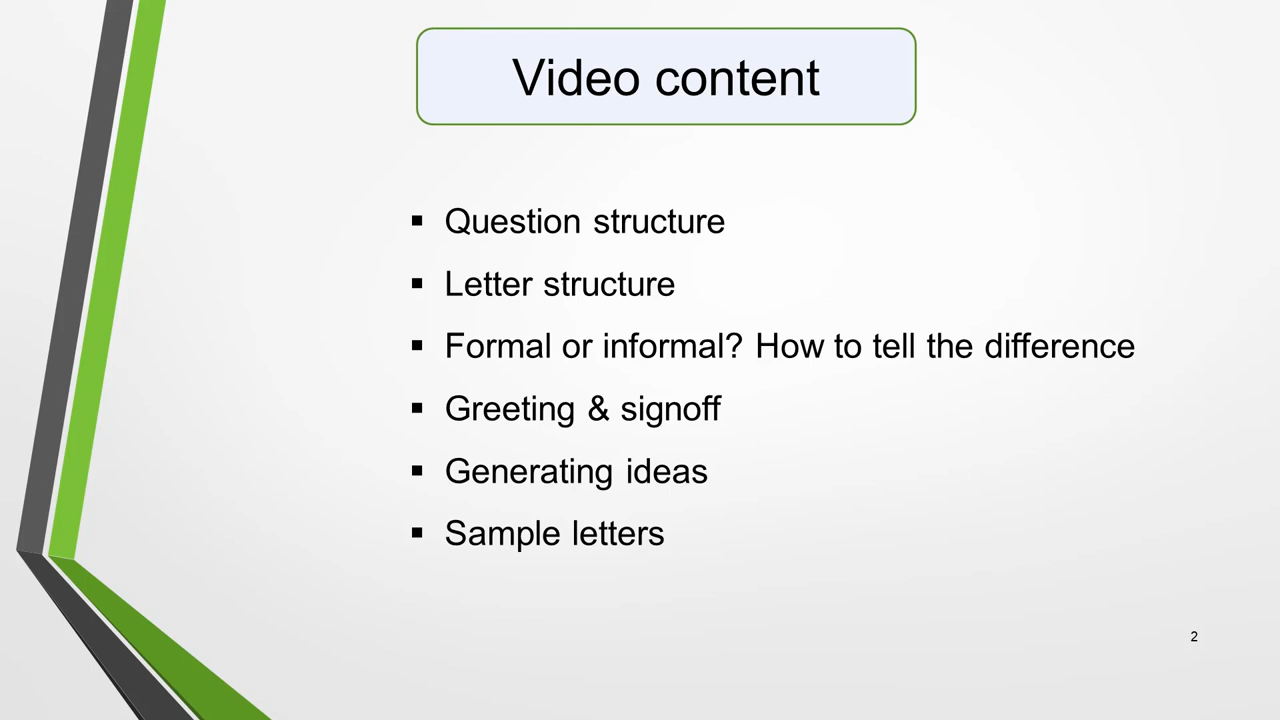 Video content
▪ Question structure
▪ Letter structure
▪ Formal or informal? How to tell the difference
▪ Greeting & signoff
▪ Generating ideas
▪ Sample letters
2